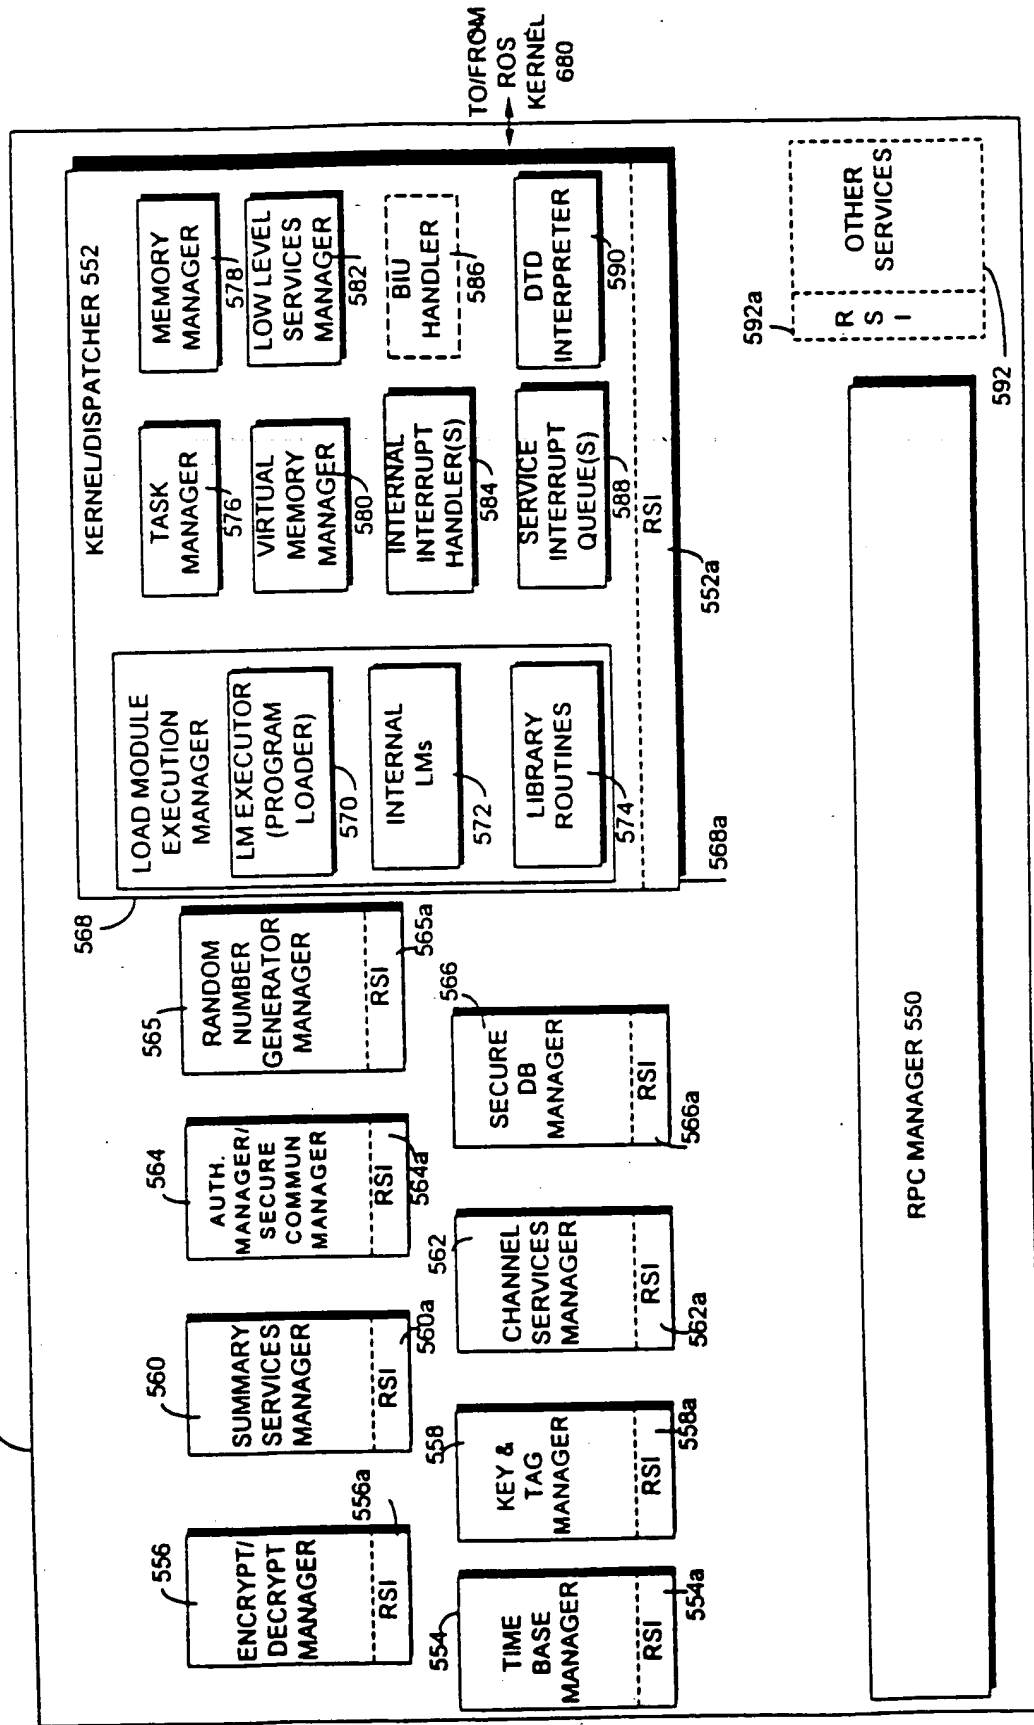 KERNEL/DISPATCHER 552
TO/FROM
ROS
KERNEL
680
LOAD MODULE
EXECUTION
MANAGER
LM EXECUTOR
(PROGRAM
LOADER)
570
INTERNAL
LMs
572
LIBRARY
ROUTINES
574
568
568a
TASK
MANAGER
576
MEMORY
MANAGER
578
VIRTUAL
MEMORY
MANAGER
580
LOW LEVEL
SERVICES
MANAGER
582
INTERNAL
INTERRUPT
HANDLER(S)
584
BIU
HANDLER
586
SERVICE
INTERRUPT
QUEUE(S)
588
DTD
INTERPRETER
590
RSI
552a
556
ENCRYPT/
DECRYPT
MANAGER
RSI
556a
560
SUMMARY
SERVICES
MANAGER
RSI
560a
564
AUTH.
MANAGER/
SECURE
COMMUN
MANAGER
RSI
564a
565
RANDOM
NUMBER
GENERATOR
MANAGER
RSI
565a
554
TIME
BASE
MANAGER
RSI
554a
558
KEY &
TAG
MANAGER
RSI
558a
562
CHANNEL
SERVICES
MANAGER
RSI
562a
566
SECURE
DB
MANAGER
RSI
566a
592a
R
S
I
OTHER
SERVICES
592
RPC MANAGER 550